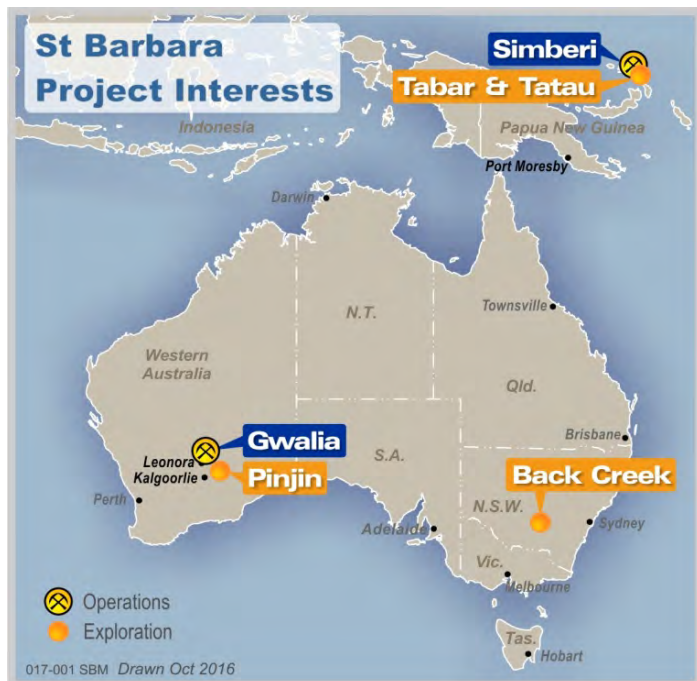 St Barbara
Project Interests
Simberi
Tabar & Tatau
Indonesia
Papua New Guinea
Port Moresby
Darwin
N.T.
Townsville
Western
Australia
Qld.
Brisbane
Gwalia
Leonora
Kalgoorlie
Pinjin
S.A.
Back Creek
Perth
N.S.W.
Sydney
Adelaide
Vic.
Melbourne
Operations
Exploration
Tas.
Hobart
017-001 SBM Drawn Oct 2016